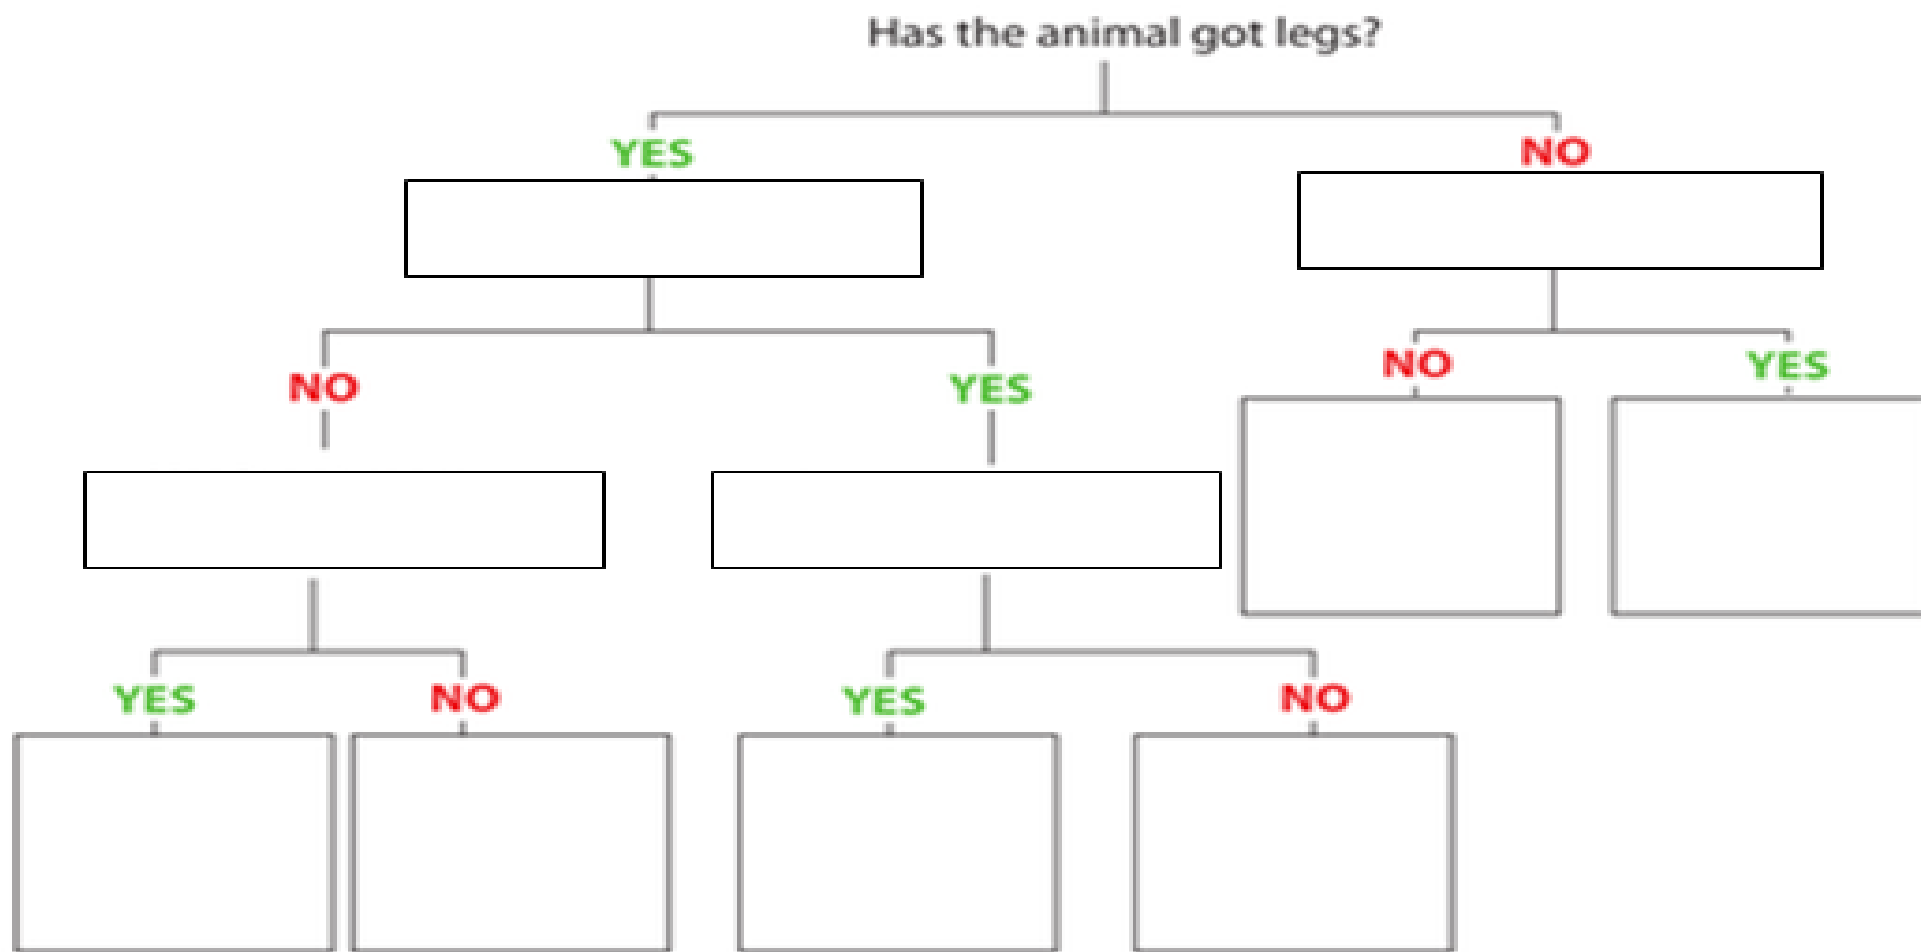 Has the animal got legs?
YES
NO
NO
YES
NO
YES
YES
NO
YES
NO